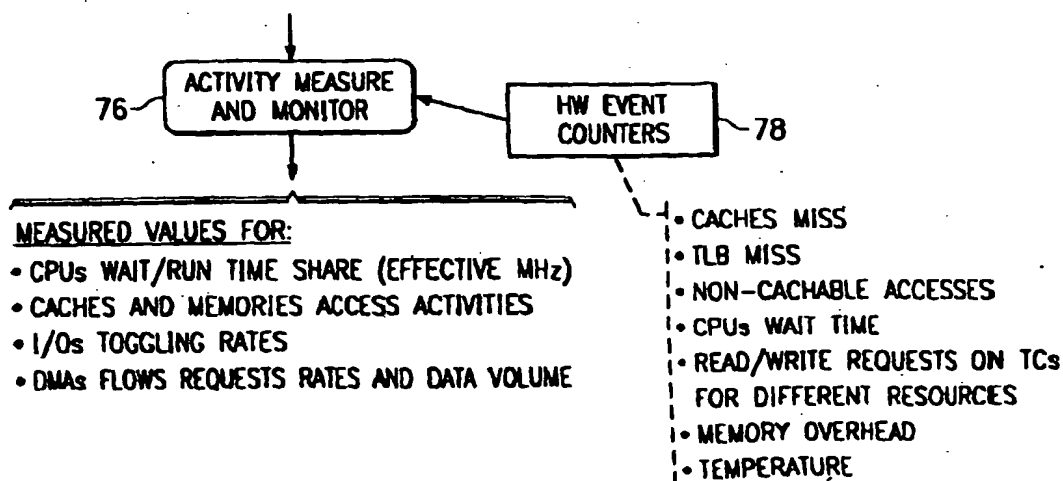 ACTIVITY MEASURE
AND MONITOR
76
HW EVENT
COUNTERS
78
MEASURED VALUES FOR:
• CPUs WAIT/RUN TIME SHARE (EFFECTIVE MHz)
• CACHES AND MEMORIES ACCESS ACTIVITIES
• I/Os TOGGLING RATES
• DMAs FLOWS REQUESTS RATES AND DATA VOLUME
• CACHES MISS
• TLB MISS
• NON-CACHABLE ACCESSES
• CPUs WAIT TIME
• READ/WRITE REQUESTS ON TCs
FOR DIFFERENT RESOURCES
• MEMORY OVERHEAD
• TEMPERATURE